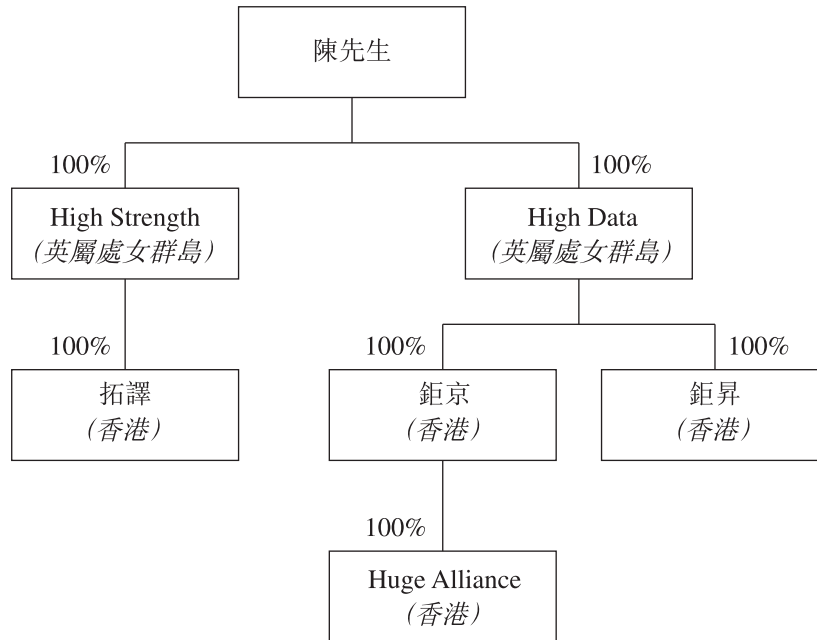 陳先生
100%
100%
High Strength
(英屬處女群島)
High Data
(英屬處女群島)
100%
100%
100%
拓譯
(香港)
鉅京
(香港)
鉅昇
(香港)
100%
Huge Alliance
(香港)